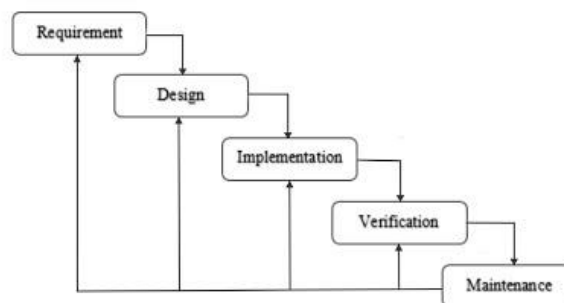 Requirement
Design
Implementation
Verification
Maintenance